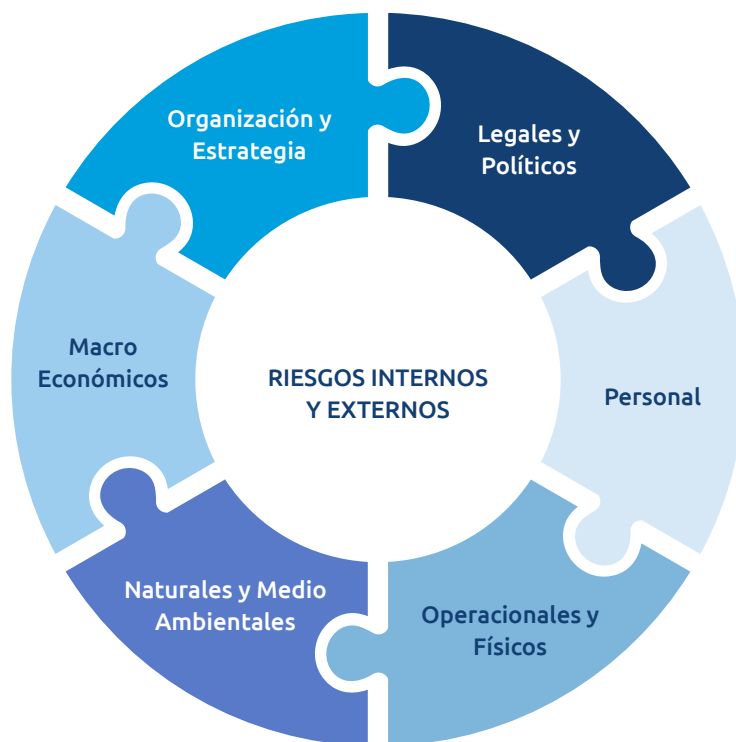 Organización y
Estrategia
Legales y
Políticos
Macro
Económicos
RIESGOS INTERNOS
Y EXTERNOS
Personal
Naturales y Medio
Ambientales
Operacionales y
Físicos